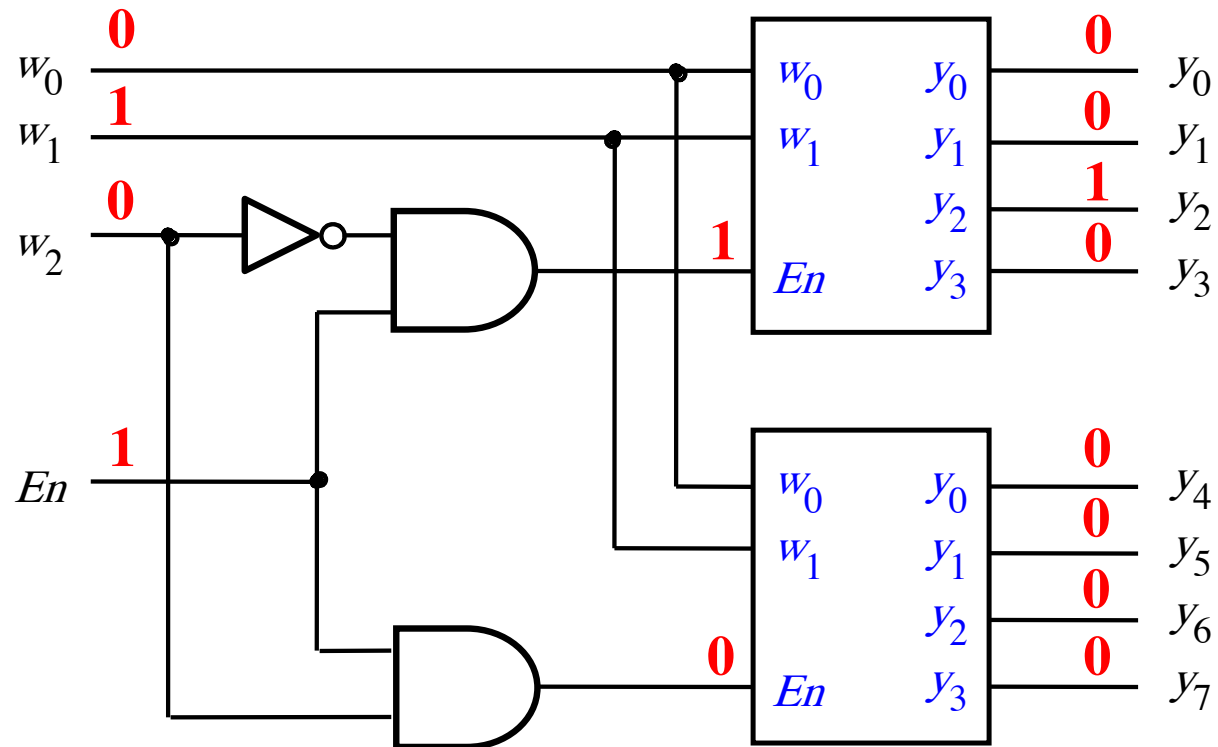 0
w₀ w₀ y₀ 0 y₀
1
w₁ w₁ y₁ 0 y₁
0
w₂ y₂ 1 y₂
1 En y₃ 0 y₃
1
En w₀ y₀ 0 y₄
w₁ y₁ 0 y₅
y₂ 0 y₆
0 En y₃ 0 y₇